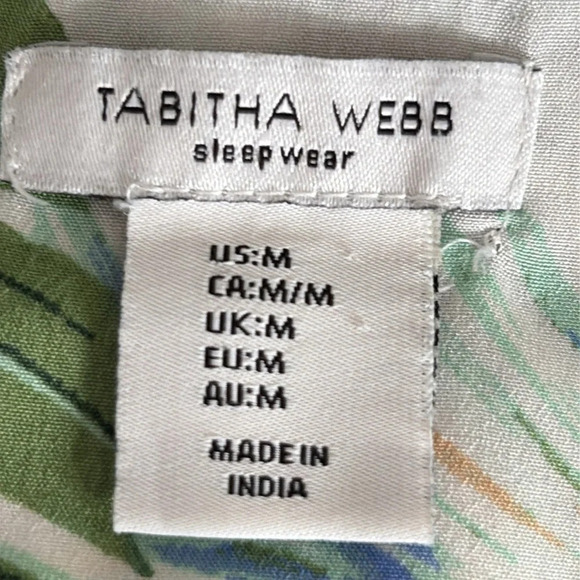 TABITHA WEBB
sleepwear
US:M
CA:M/M
UK:M
EU:M
AU:M
MADE IN
INDIA